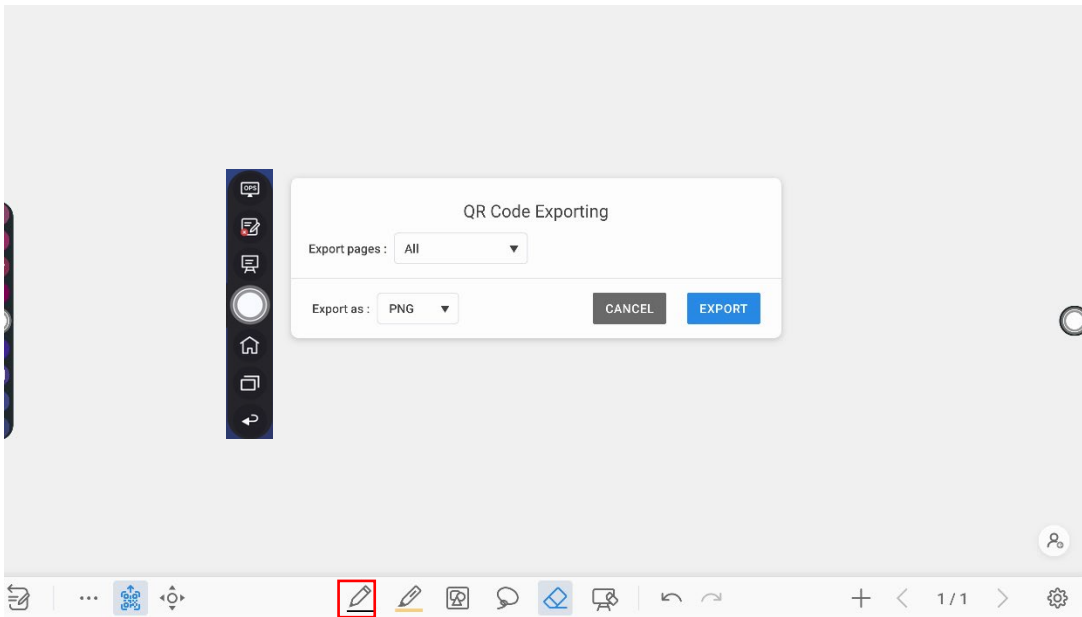 OPS
QR Code Exporting
Export pages : All
Export as : PNG
CANCEL
EXPORT
1/1